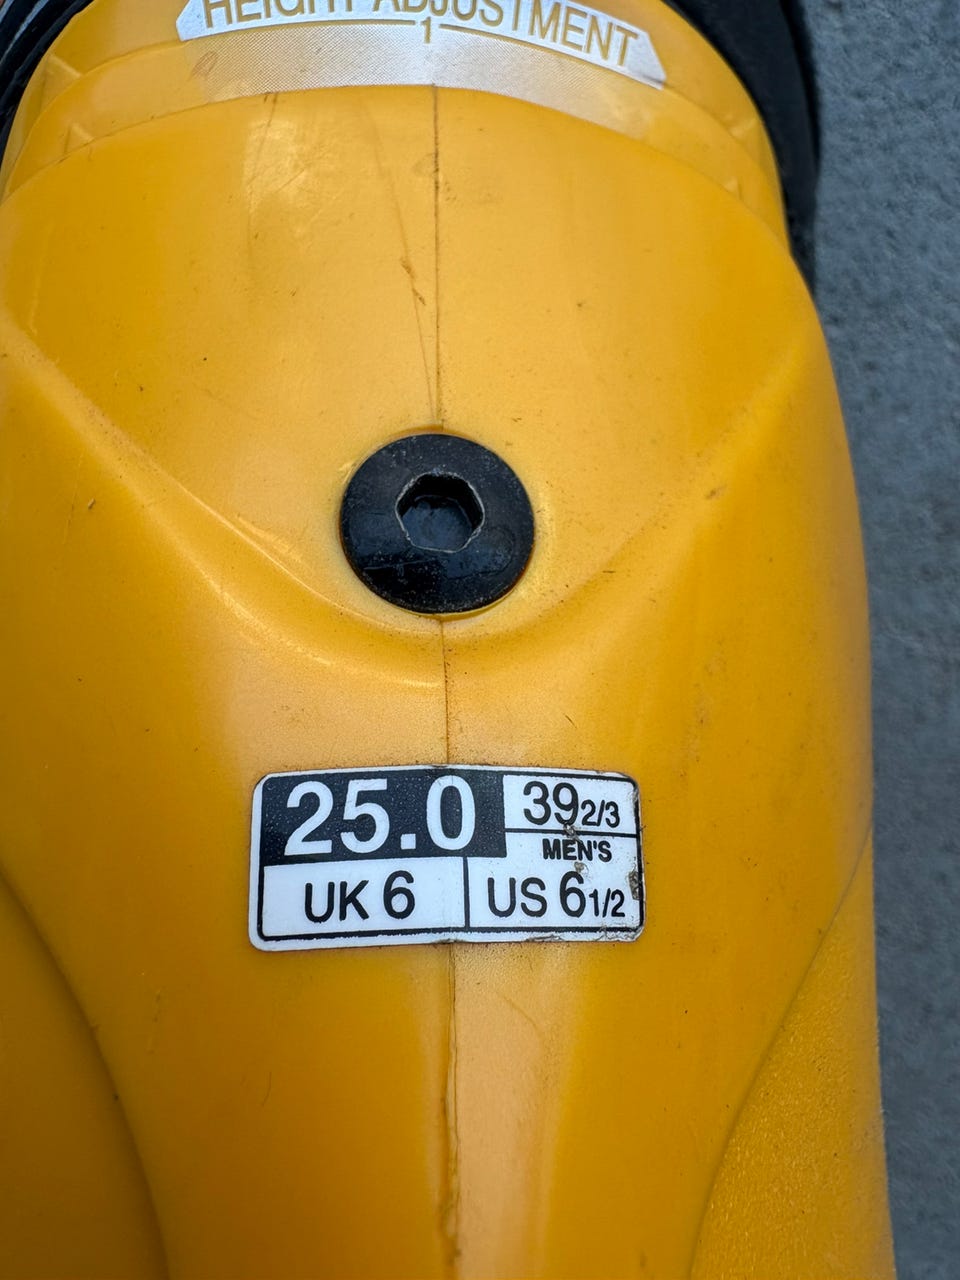 HEIGHT ADJUSTMENT
1
25.0
39 2/3
MEN'S
UK 6
US 6 1/2